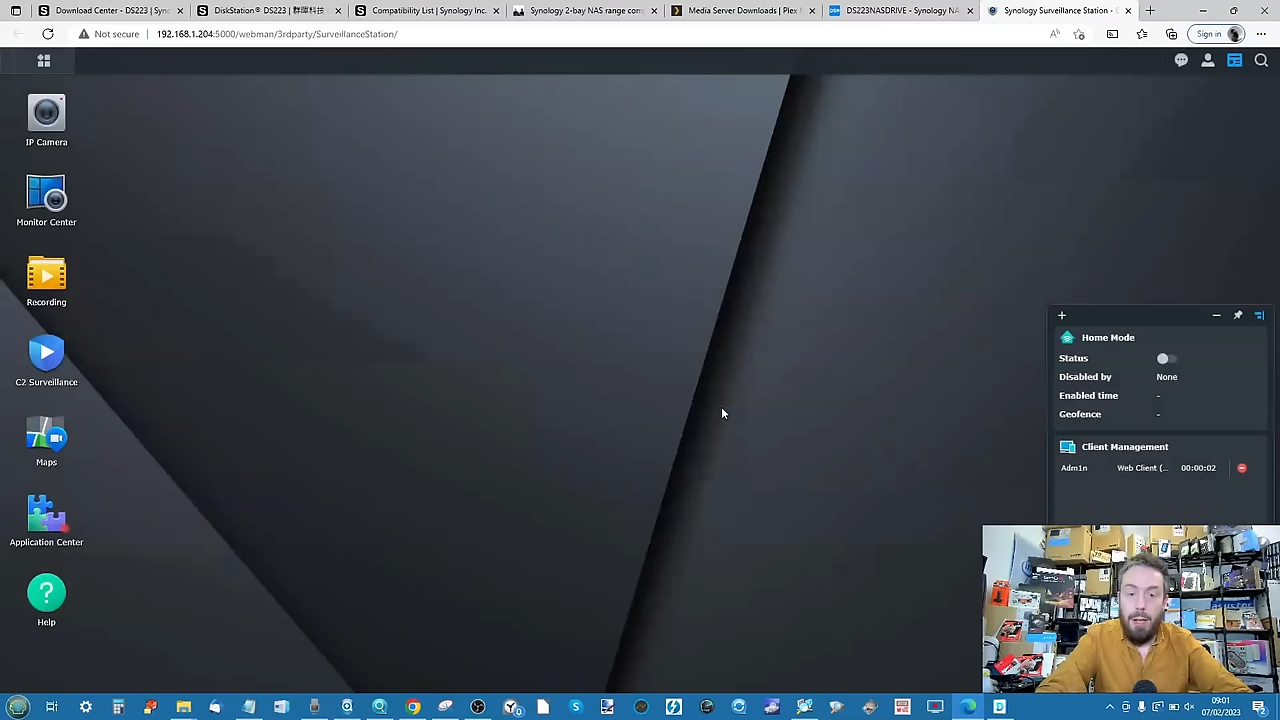 Download Center - DS223 | Syn
DiskStation® DS223 | 群暉科技
Compatibility List | Synology Inc.
Synology 2-bay NAS range com
Media Server Downloads | Plex
DS223NASDRIVE - Synology NA
Synology Surveillance Station -
Not secure
192.168.1.204:5000/webman/3rdparty/SurveillanceStation/
Sign in
IP Camera
Monitor Center
Recording
C2 Surveillance
Maps
Application Center
Help
Home Mode
Status
Disabled by None
Enabled time -
Geofence -
Client Management
Adm1n Web Client (... 00:00:02
09:01
07/02/2023